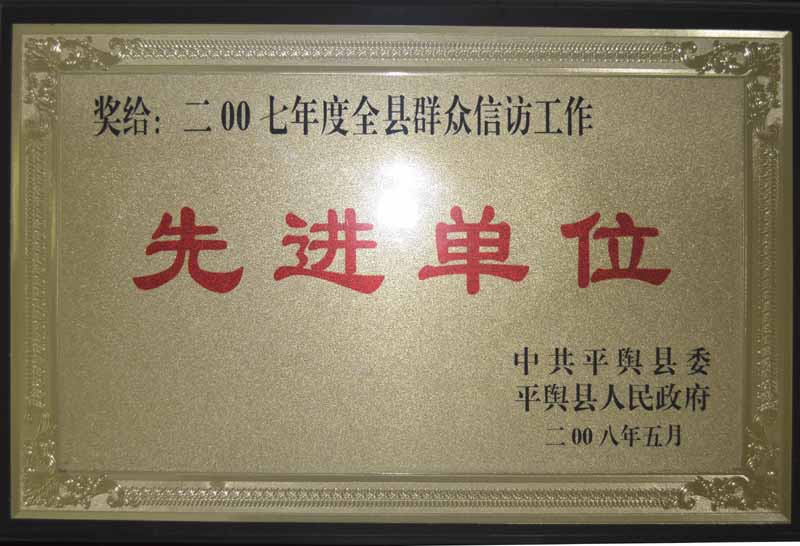 奖给：二00七年度全县群众信访工作
先进单位
中共平舆县委
平舆县人民政府
二00八年五月